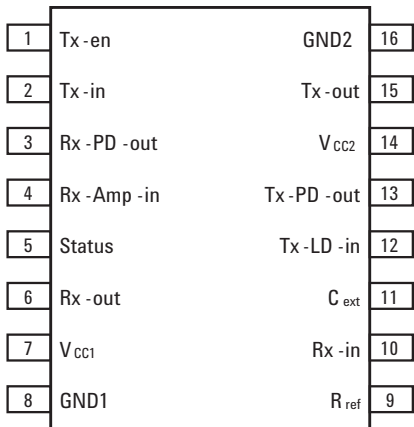 1 Tx-en GND2 16
2 Tx-in Tx-out 15
3 Rx-PD-out VCC2 14
4 Rx-Amp-in Tx-PD-out 13
5 Status Tx-LD-in 12
6 Rx-out Cext 11
7 VCC1 Rx-in 10
8 GND1 Rref 9